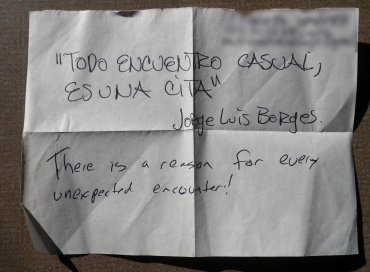 "TODO ENCUENTRO CASUAL,
ES UNA CITA"
Jorge Luis Borges.
There is a reason for every
unexpected encounter!